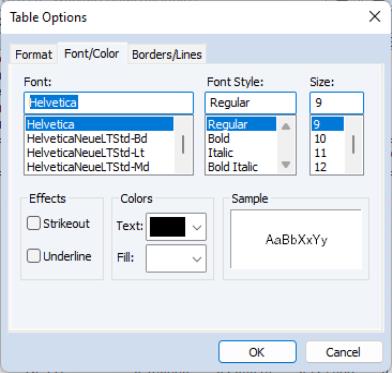 Table Options
Format Font/Color Borders/Lines
Font: Font Style: Size:
Helvetica Regular 9
Helvetica Regular 9
HelveticaNeueLTStd-Bd Bold 10
HelveticaNeueLTStd-Lt Italic 11
HelveticaNeueLTStd-Md Bold Italic 12
Effects Colors Sample
Strikeout Text: AaBbXxYy
Underline Fill:
OK Cancel